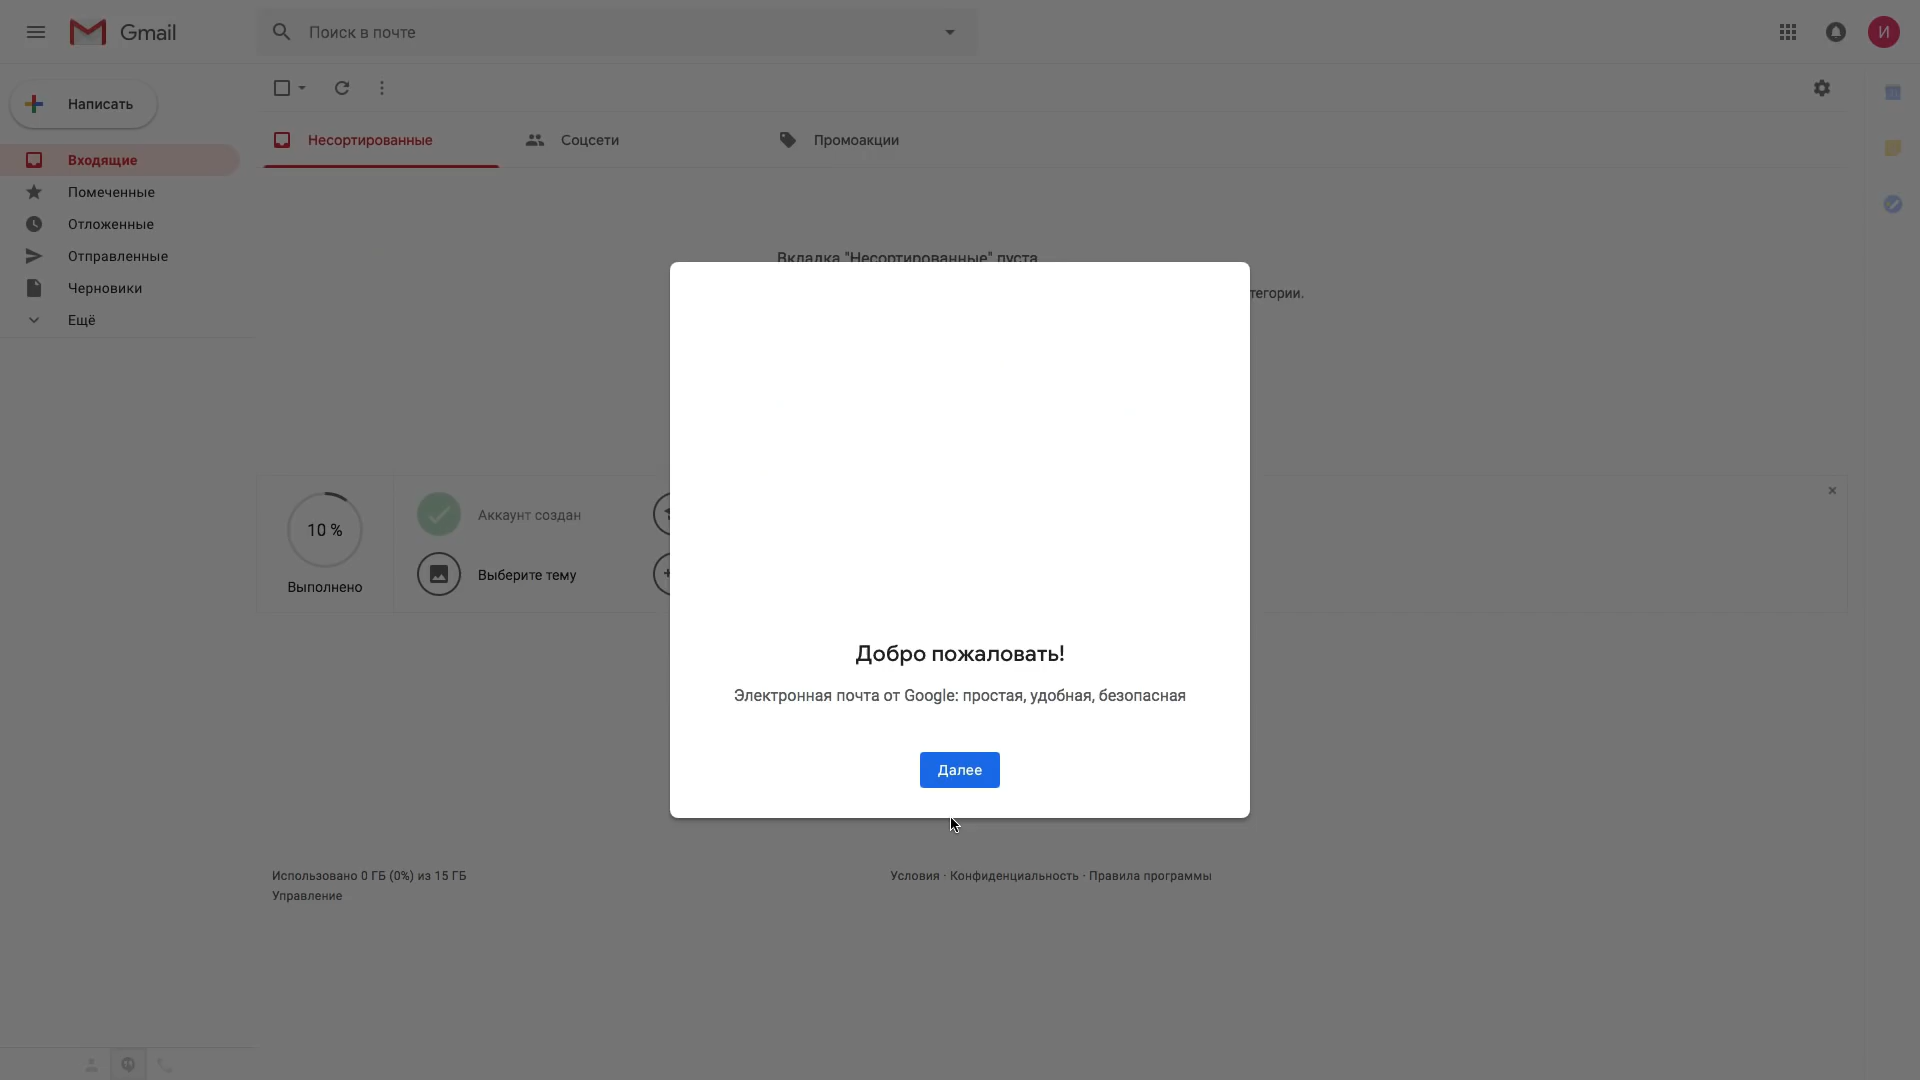 Gmail
Поиск в почте
И
Написать
Несортированные
Соцсети
Промоакции
Входящие
Помеченные
Отложенные
Отправленные
Черновики
Ещё
Вкладка "Несортированные" пуста
тегории.
10 %
Выполнено
Аккаунт создан
Выберите тему
Добро пожаловать!
Электронная почта от Google: простая, удобная, безопасная
Далее
Использовано 0 ГБ (0%) из 15 ГБ
Управление
Условия · Конфиденциальность · Правила программы